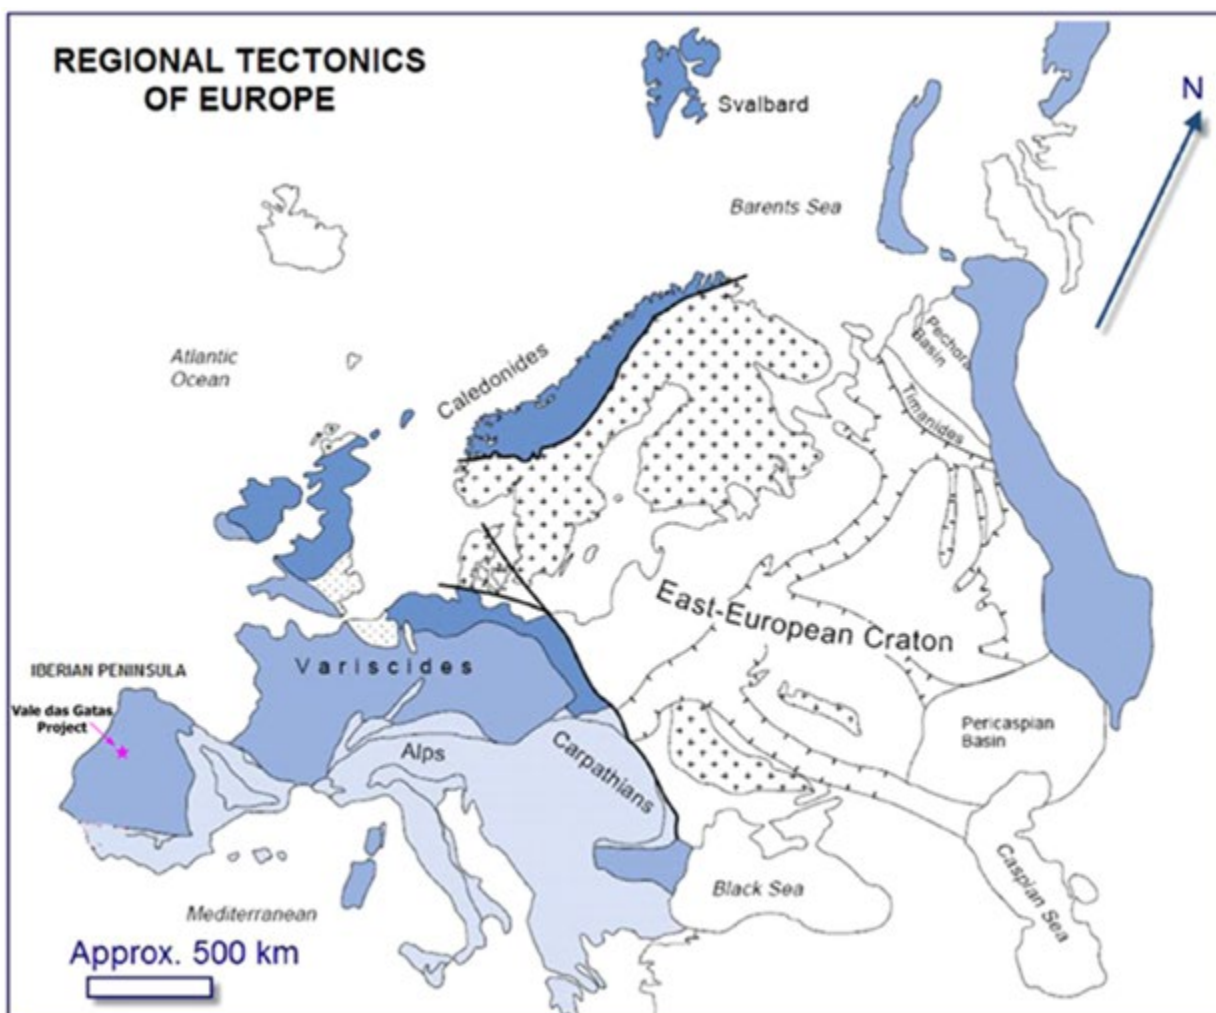 REGIONAL TECTONICS
OF EUROPE
Svalbard
N
Barents Sea
Atlantic
Ocean
Caledonides
Pechora
Basin
Timanides
East-European Craton
Variscides
IBERIAN PENINSULA
Vale das Gatas
Project
Pericaspian
Basin
Alps
Carpathians
Black Sea
Caspian Sea
Mediterranean
Approx. 500 km